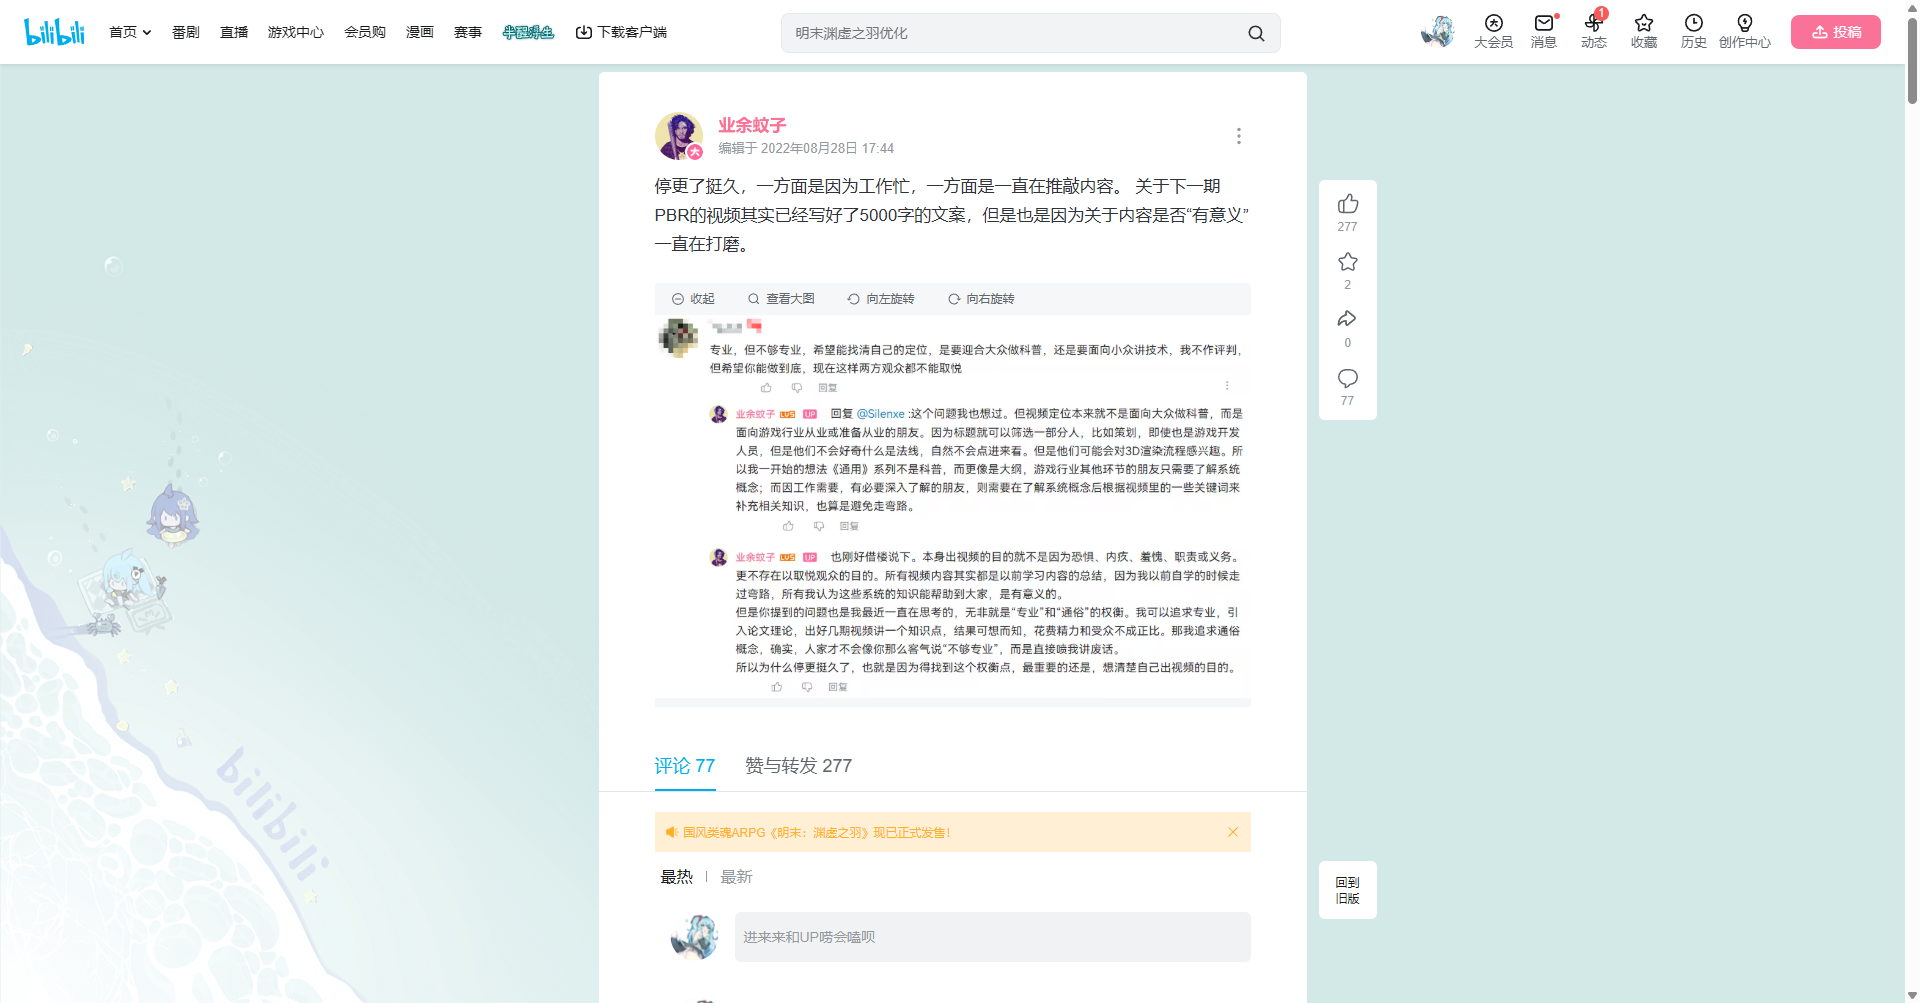 bilibili
首页
番剧
直播
游戏中心
会员购
漫画
赛事
半醒浮生
下载客户端
明末渊虚之羽优化
大会员
消息
1
动态
收藏
历史
创作中心
投稿
业余蚊子
编辑于 2022年08月28日 17:44
停更了挺久，一方面是因为工作忙，一方面是一直在推敲内容。 关于下一期
PBR的视频其实已经写好了5000字的文案，但是也是因为关于内容是否“有意义”
一直在打磨。
收起
查看大图
向左旋转
向右旋转
专业，但不够专业，希望能找清自己的定位，是要迎合大众做科普，还是要面向小众讲技术，我不作评判，
但希望你能做到底，现在这样两方观众都不能取悦
回复
业余蚊子 LV5 UP 回复 @Silenxe :这个问题我也想过。但视频定位本来就不是面向大众做科普，而是
面向游戏行业从业或准备从业的朋友。因为标题就可以筛选一部分人，比如策划，即使也是游戏开发
人员，但是他们不会好奇什么是法线，自然不会点进来看。但是他们可能会对3D渲染流程感兴趣。所
以我一开始的想法《通用》系列不是科普，而更像是大纲，游戏行业其他环节的朋友只需要了解系统
概念；而因工作需要，有必要深入了解的朋友，则需要在了解系统概念后根据视频里的一些关键词来
补充相关知识，也算是避免走弯路。
回复
业余蚊子 LV5 UP 也刚好借楼说下。本身出视频的目的就不是因为恐惧、内疚、羞愧、职责或义务。
更不存在以取悦观众的目的。所有视频内容其实都是以前学习内容的总结，因为我以前自学的时候走
过弯路，所有我认为这些系统的知识能帮助到大家，是有意义的。
但是你提到的问题也是我最近一直在思考的，无非就是“专业”和“通俗”的权衡。我可以追求专业，引
入论文理论，出好几期视频讲一个知识点，结果可想而知，花费精力和受众不成正比。那我追求通俗
概念，确实，人家才不会像你那么客气说“不够专业”，而是直接喷我讲废话。
所以为什么停更挺久了，也就是因为得找到这个权衡点，最重要的还是，想清楚自己出视频的目的。
回复
277
2
0
77
评论 77
赞与转发 277
国风类魂ARPG《明末：渊虚之羽》现已正式发售！
最热
最新
进来来和UP唠会嗑呗
回到
旧版
bilibili